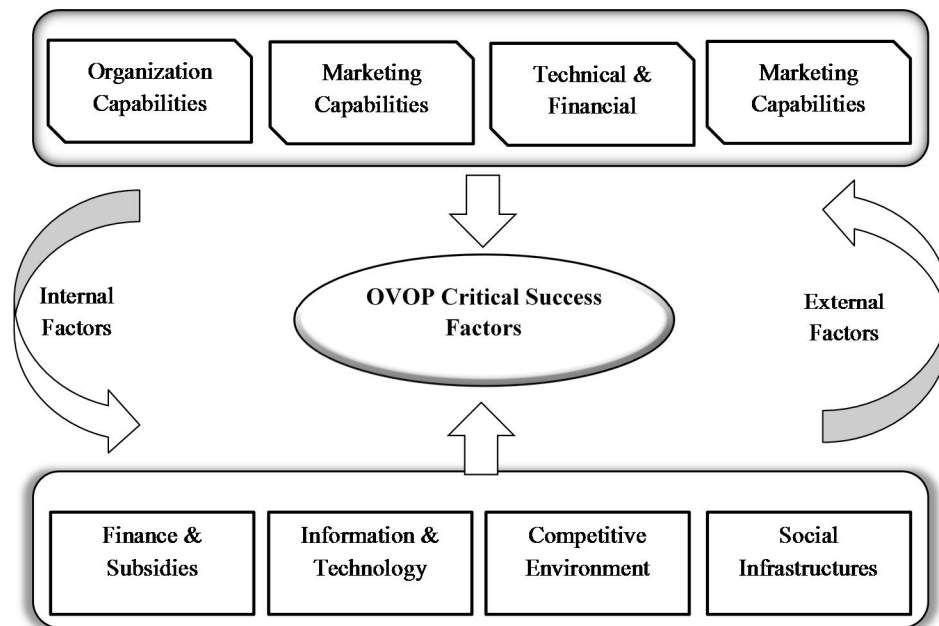 Organization
Capabilities
Marketing
Capabilities
Technical &
Financial
Marketing
Capabilities
Internal
Factors
OVOP Critical Success
Factors
External
Factors
Finance &
Subsidies
Information &
Technology
Competitive
Environment
Social
Infrastructures